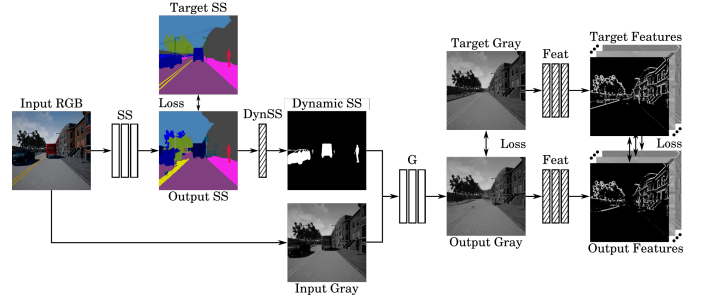 Target SS
Target Gray
Feat
Target Features
Input RGB
SS
Loss
DynSS
Dynamic SS
G
Loss
Feat
Loss
Output SS
Output Gray
Output Features
Input Gray